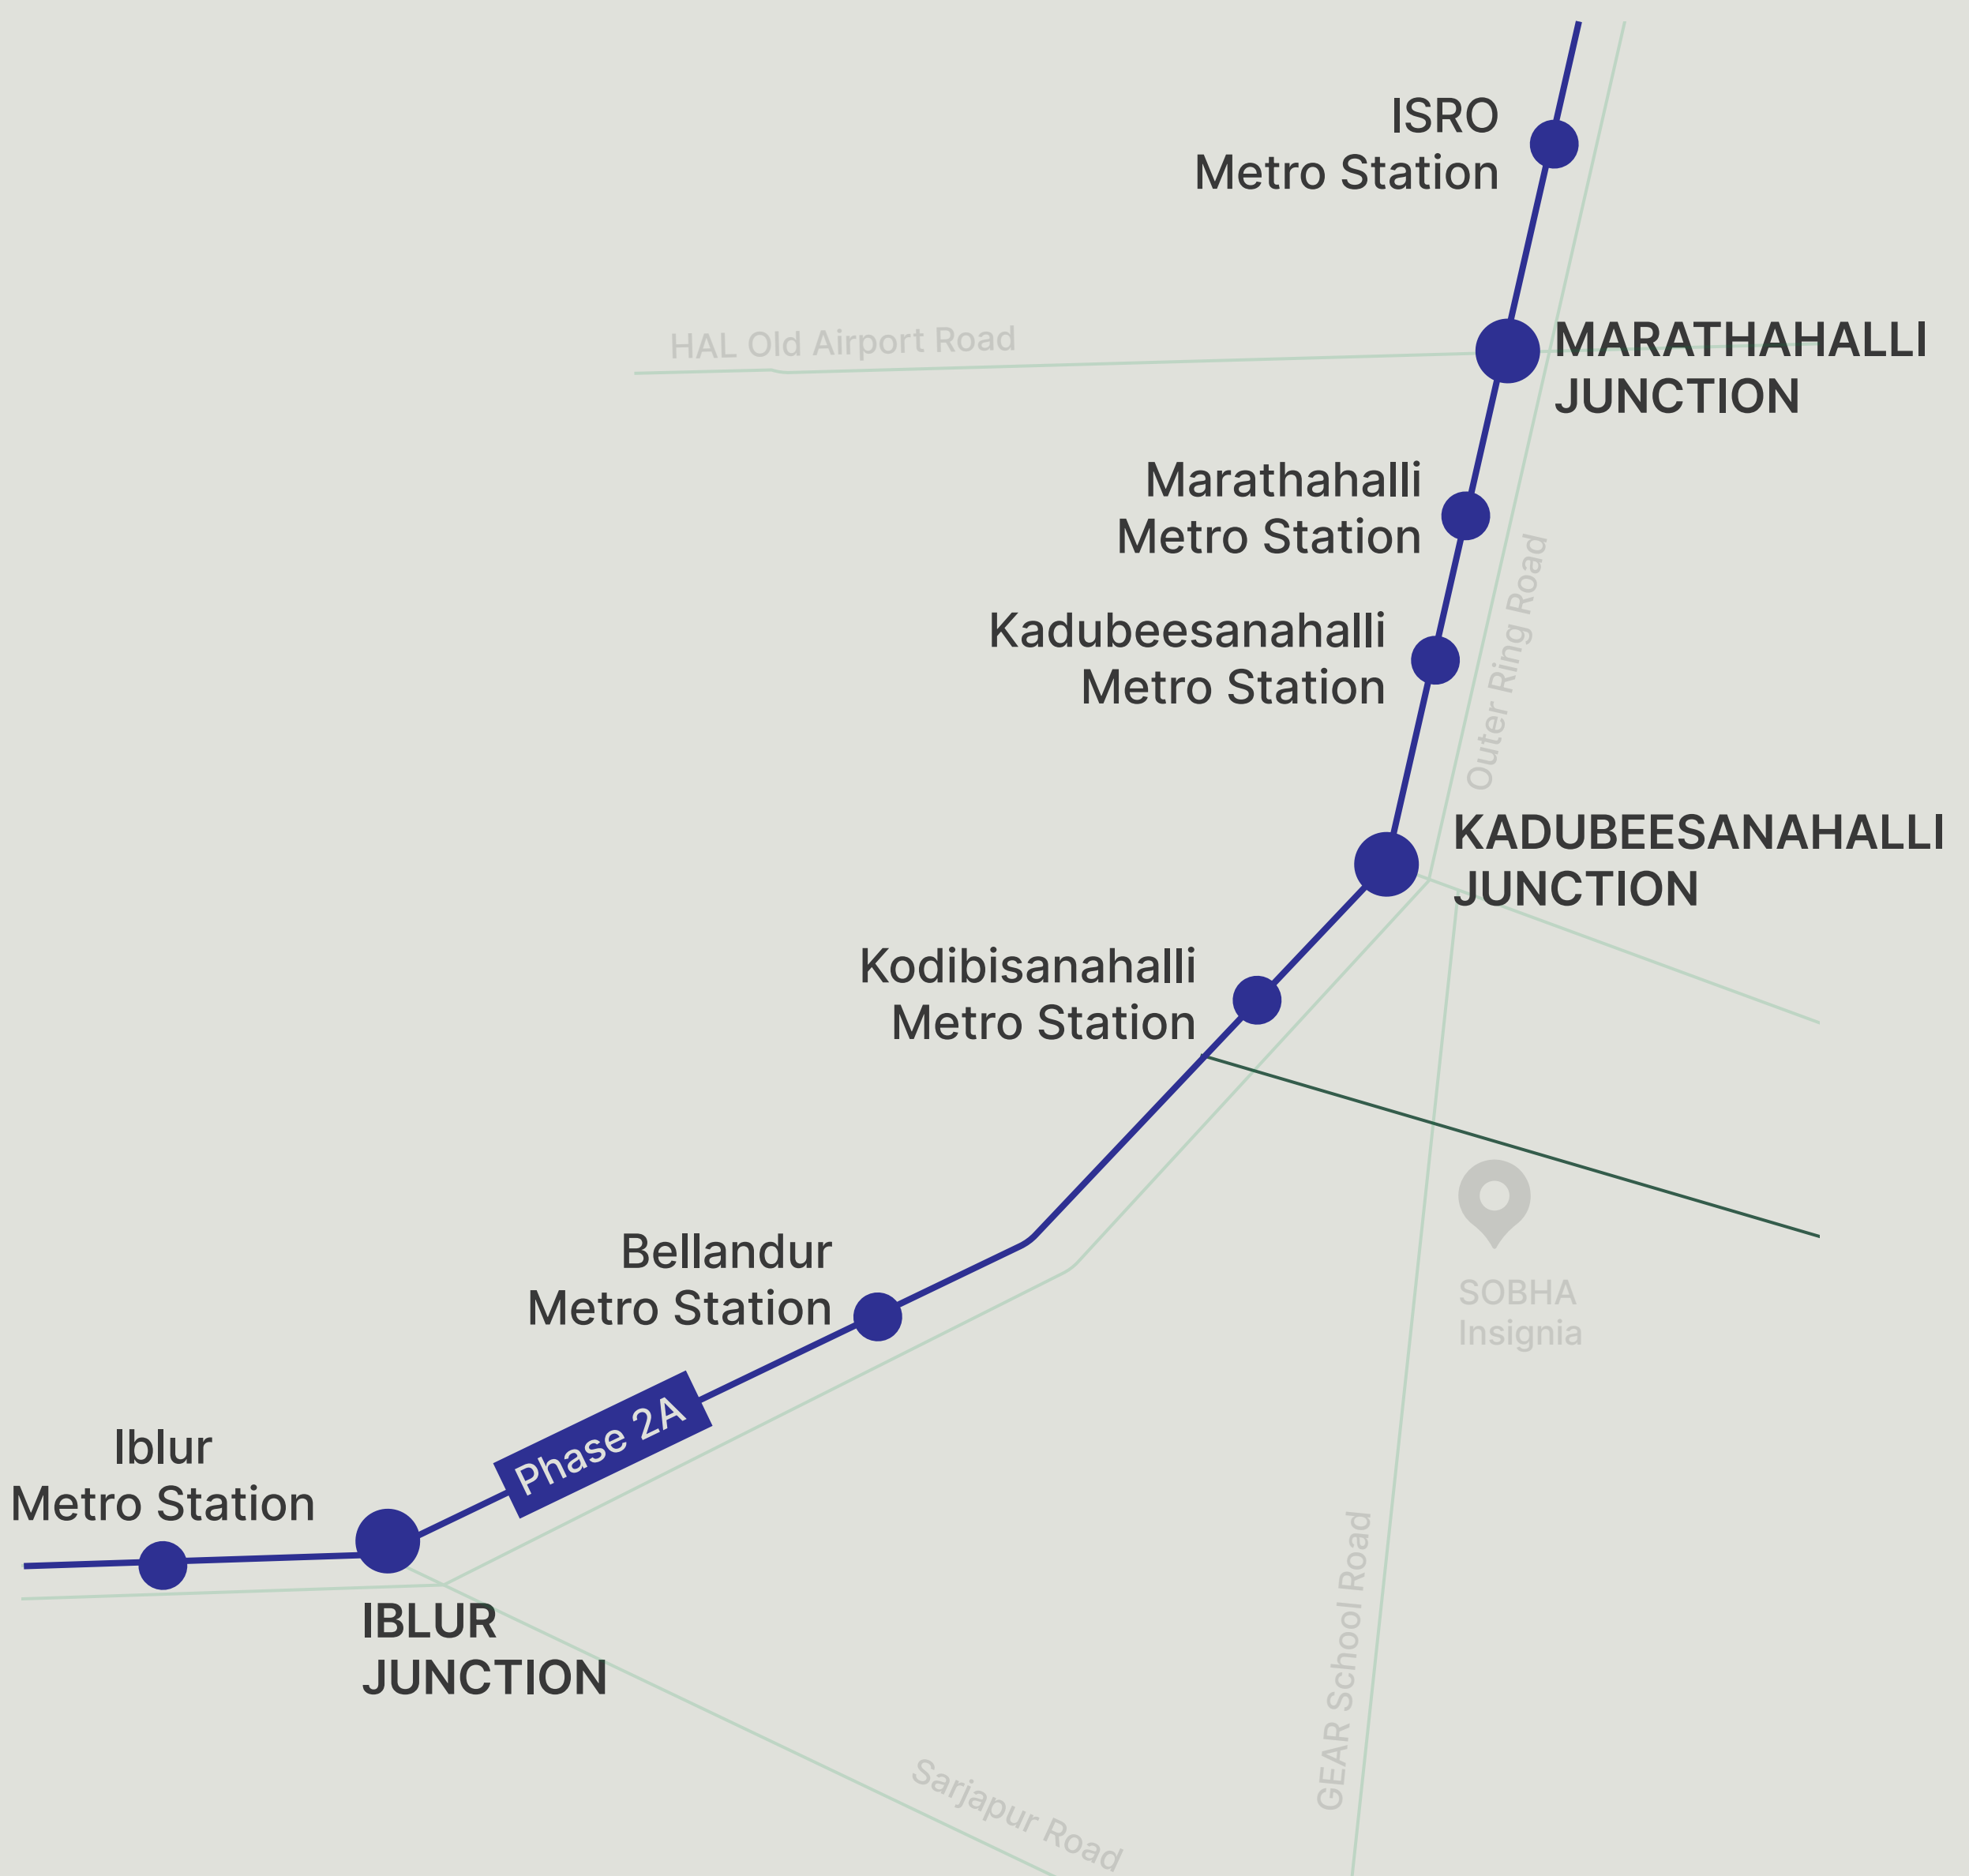 ISRO
Metro Station
HAL Old Airport Road
MARATHAHALLI
JUNCTION
Marathahalli
Metro Station
Outer Ring Road
Kadubeesanahalli
Metro Station
KADUBEESANAHALLI
JUNCTION
Kodibisanahalli
Metro Station
Bellandur
Metro Station
SOBHA
Insignia
Phase 2A
Iblur
Metro Station
IBLUR
JUNCTION
GEAR School Road
Sarjapur Road